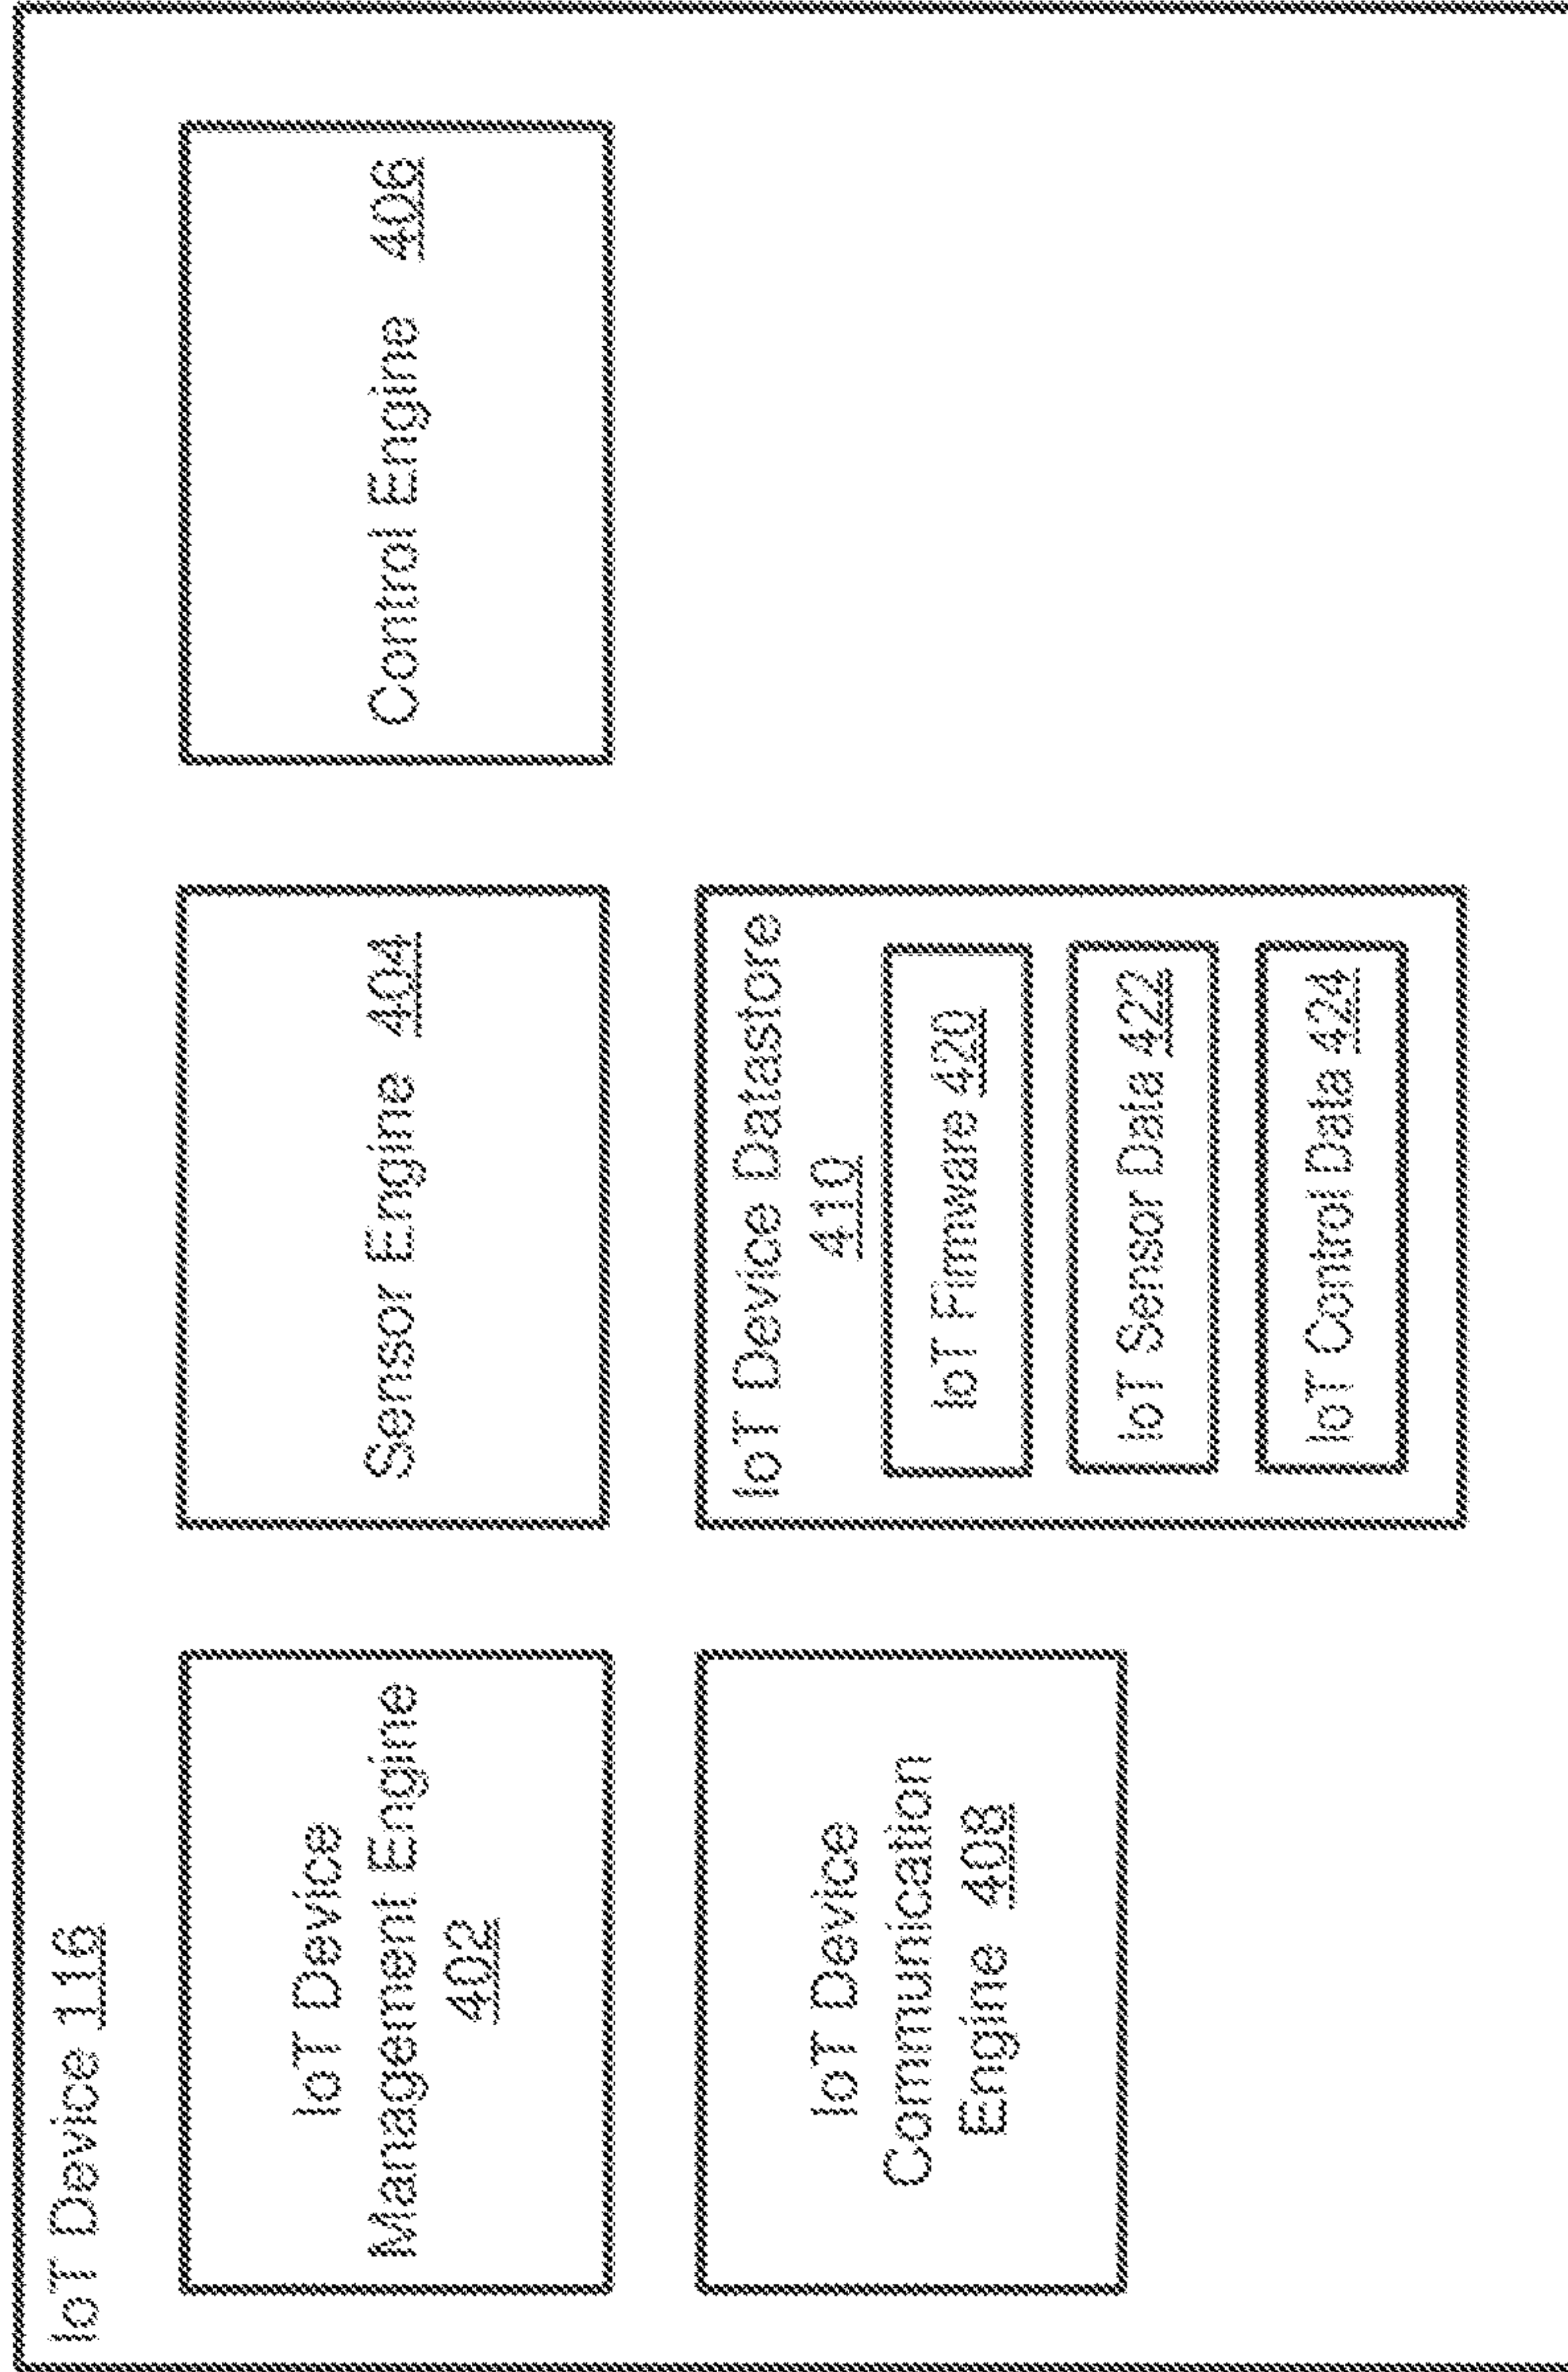 IoT Device 116
IoT Device
Management Engine
402
Sensor Engine 404
Control Engine 406
IoT Device
Communication
Engine 408
IoT Device Datastore
410
IoT Firmware 420
IoT Sensor Data 422
IoT Control Data 424